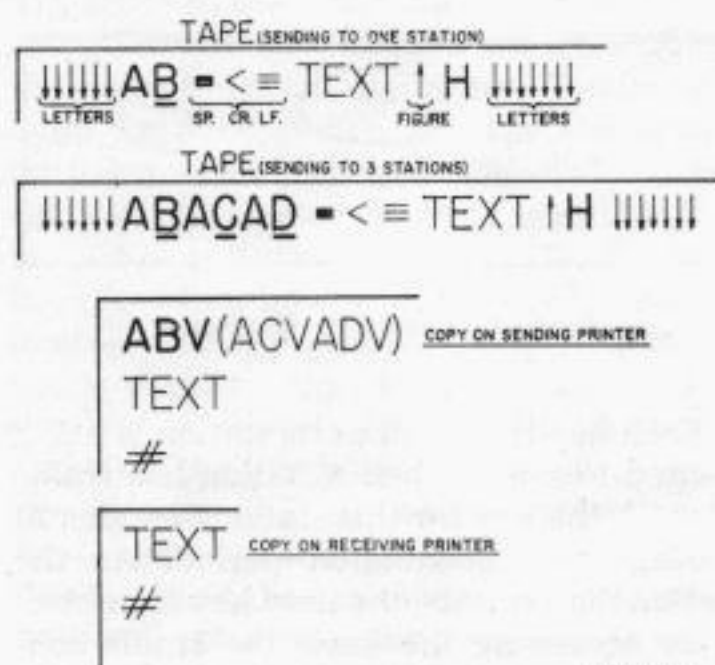 TAPE (SENDING TO ONE STATION)
↓↓↓↓↓↓ AB ▬ < ≡ TEXT ↑ H ↓↓↓↓↓↓↓
LETTERS SP. CR. LF. FIGURE LETTERS
TAPE (SENDING TO 3 STATIONS)
↓↓↓↓↓↓ ABACAD ▬ < ≡ TEXT ↑ H ↓↓↓↓↓↓↓
ABV (ACVADV) COPY ON SENDING PRINTER
TEXT
#
TEXT COPY ON RECEIVING PRINTER
#